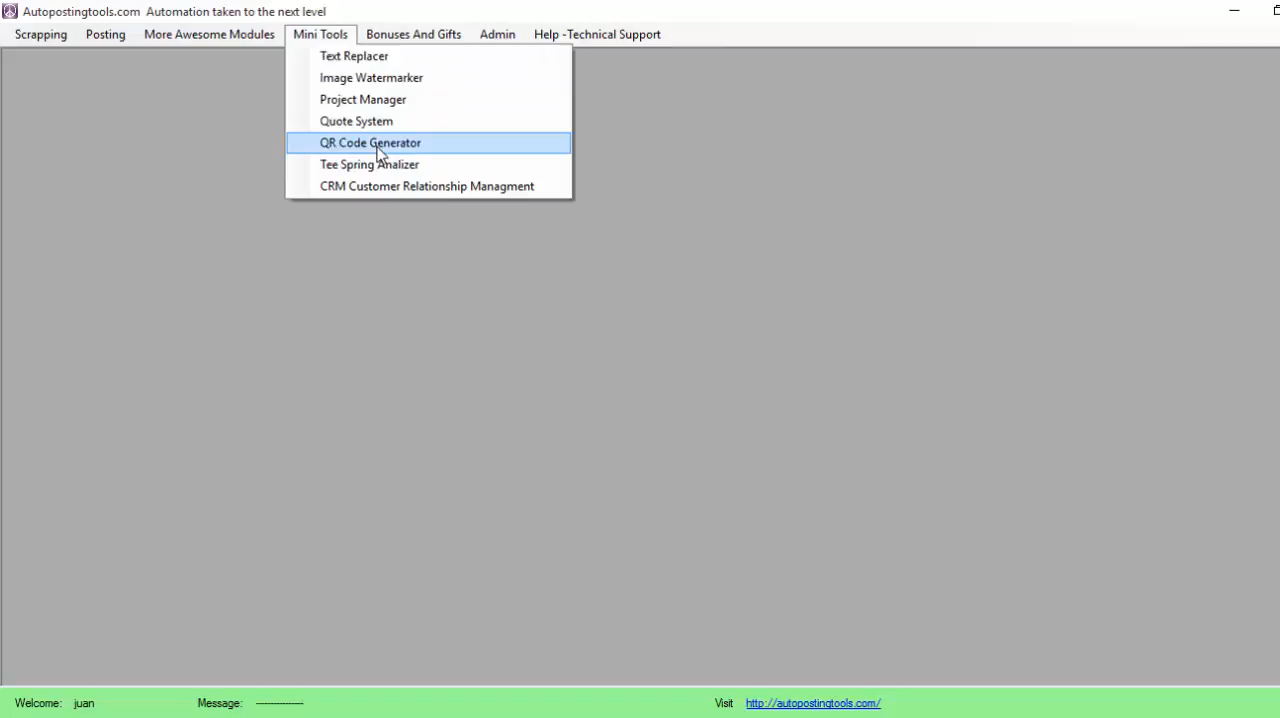 Autopostingtools.com  Automation taken to the next level
Scrapping  Posting  More Awesome Modules  Mini Tools  Bonuses And Gifts  Admin  Help -Technical Support
Text Replacer
Image Watermarker
Project Manager
Quote System
QR Code Generator
Tee Spring Analizer
CRM Customer Relationship Managment
Welcome:  juan  Message:  --------------  Visit  http://autopostingtools.com/